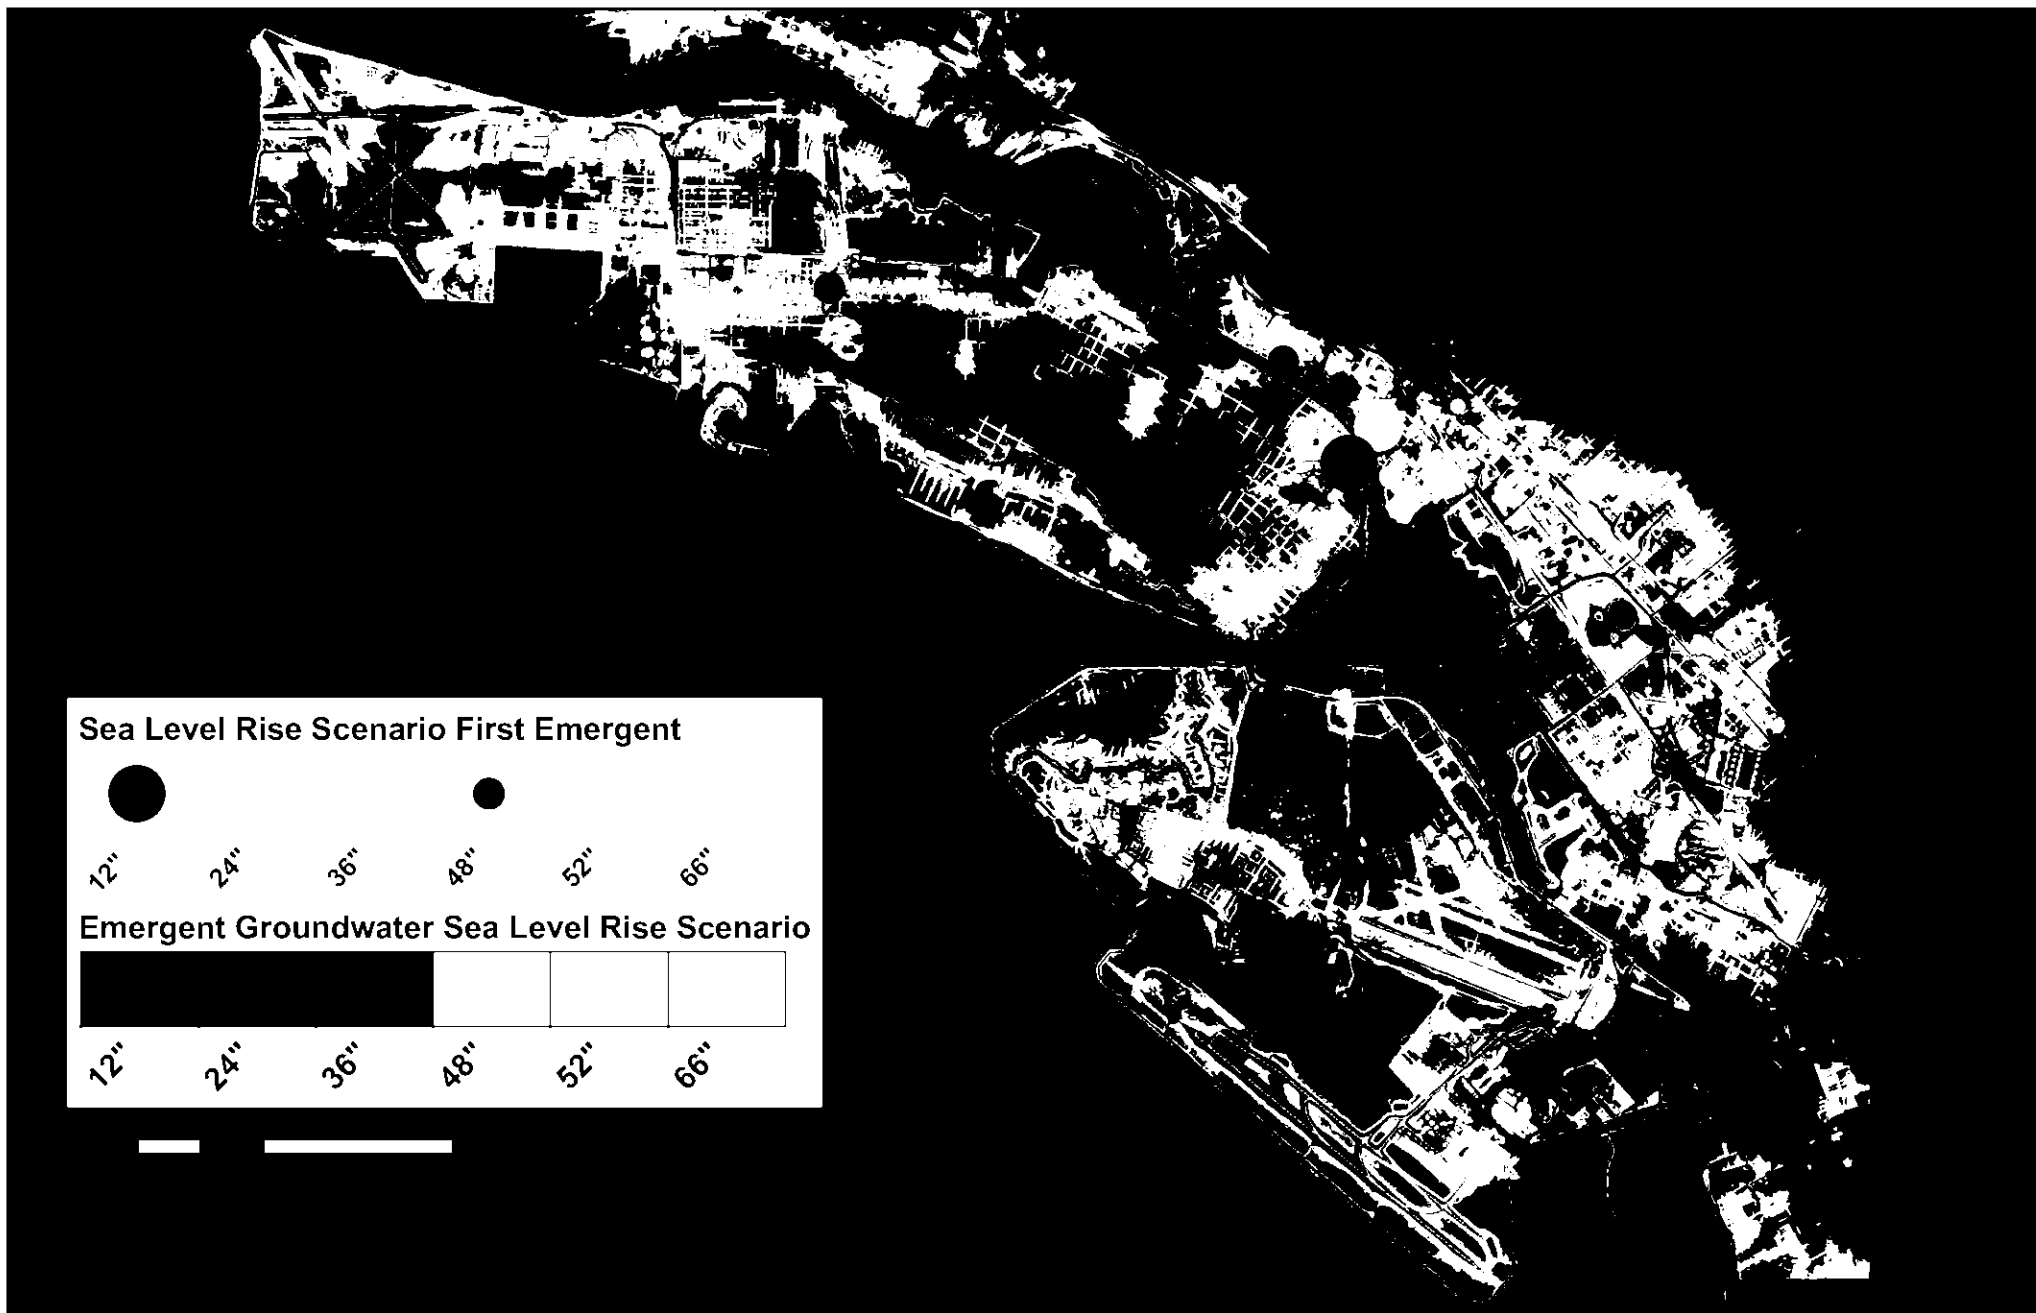 Sea Level Rise Scenario First Emergent
12" 24" 36" 48" 52" 66"
Emergent Groundwater Sea Level Rise Scenario
12" 24" 36" 48" 52" 66"